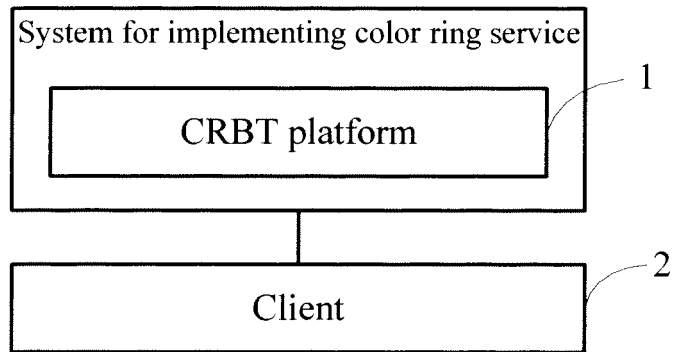 System for implementing color ring service
1
CRBT platform
2
Client